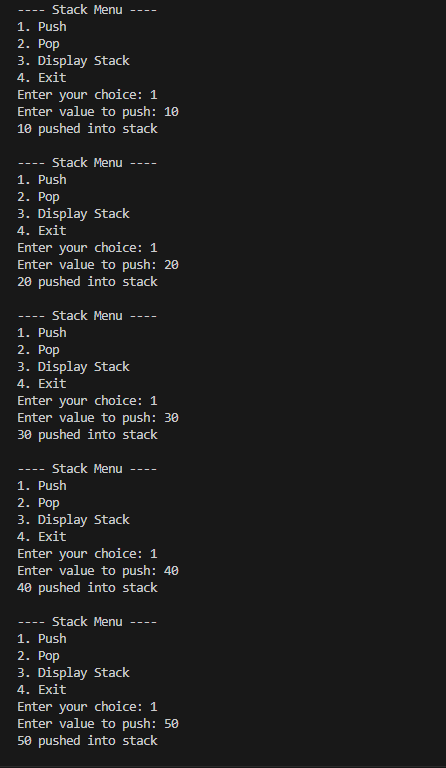 ---- Stack Menu ----
1. Push
2. Pop
3. Display Stack
4. Exit
Enter your choice: 1
Enter value to push: 10
10 pushed into stack

---- Stack Menu ----
1. Push
2. Pop
3. Display Stack
4. Exit
Enter your choice: 1
Enter value to push: 20
20 pushed into stack

---- Stack Menu ----
1. Push
2. Pop
3. Display Stack
4. Exit
Enter your choice: 1
Enter value to push: 30
30 pushed into stack

---- Stack Menu ----
1. Push
2. Pop
3. Display Stack
4. Exit
Enter your choice: 1
Enter value to push: 40
40 pushed into stack

---- Stack Menu ----
1. Push
2. Pop
3. Display Stack
4. Exit
Enter your choice: 1
Enter value to push: 50
50 pushed into stack